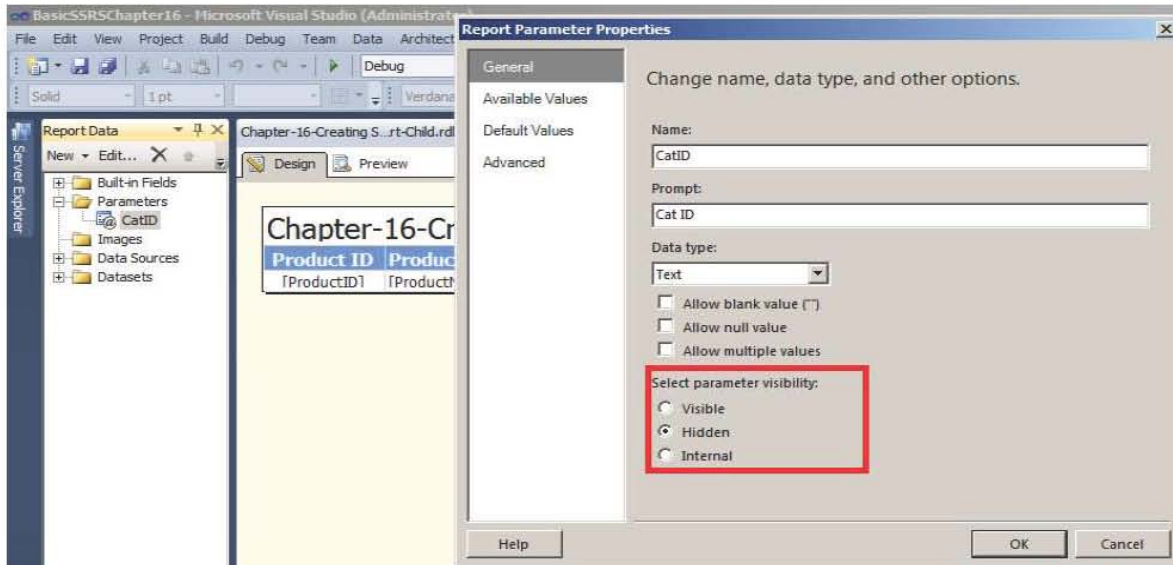 BasicSSRSChapter16 - Microsoft Visual Studio (Administrator)
File Edit View Project Build Debug Team Data Architect
Debug
Solid 1 pt Verdana
Server Explorer
Report Data
New Edit...
Built-in Fields
Parameters
CatID
Images
Data Sources
Datasets
Chapter-16-Creating S...rt-Child.rdl
Design Preview
Chapter-16-Cr
Product ID Produc
[ProductID] [ProductN
Report Parameter Properties
General
Available Values
Default Values
Advanced
Change name, data type, and other options.
Name:
CatID
Prompt:
Cat ID
Data type:
Text
Allow blank value ("")
Allow null value
Allow multiple values
Select parameter visibility:
Visible
Hidden
Internal
Help OK Cancel